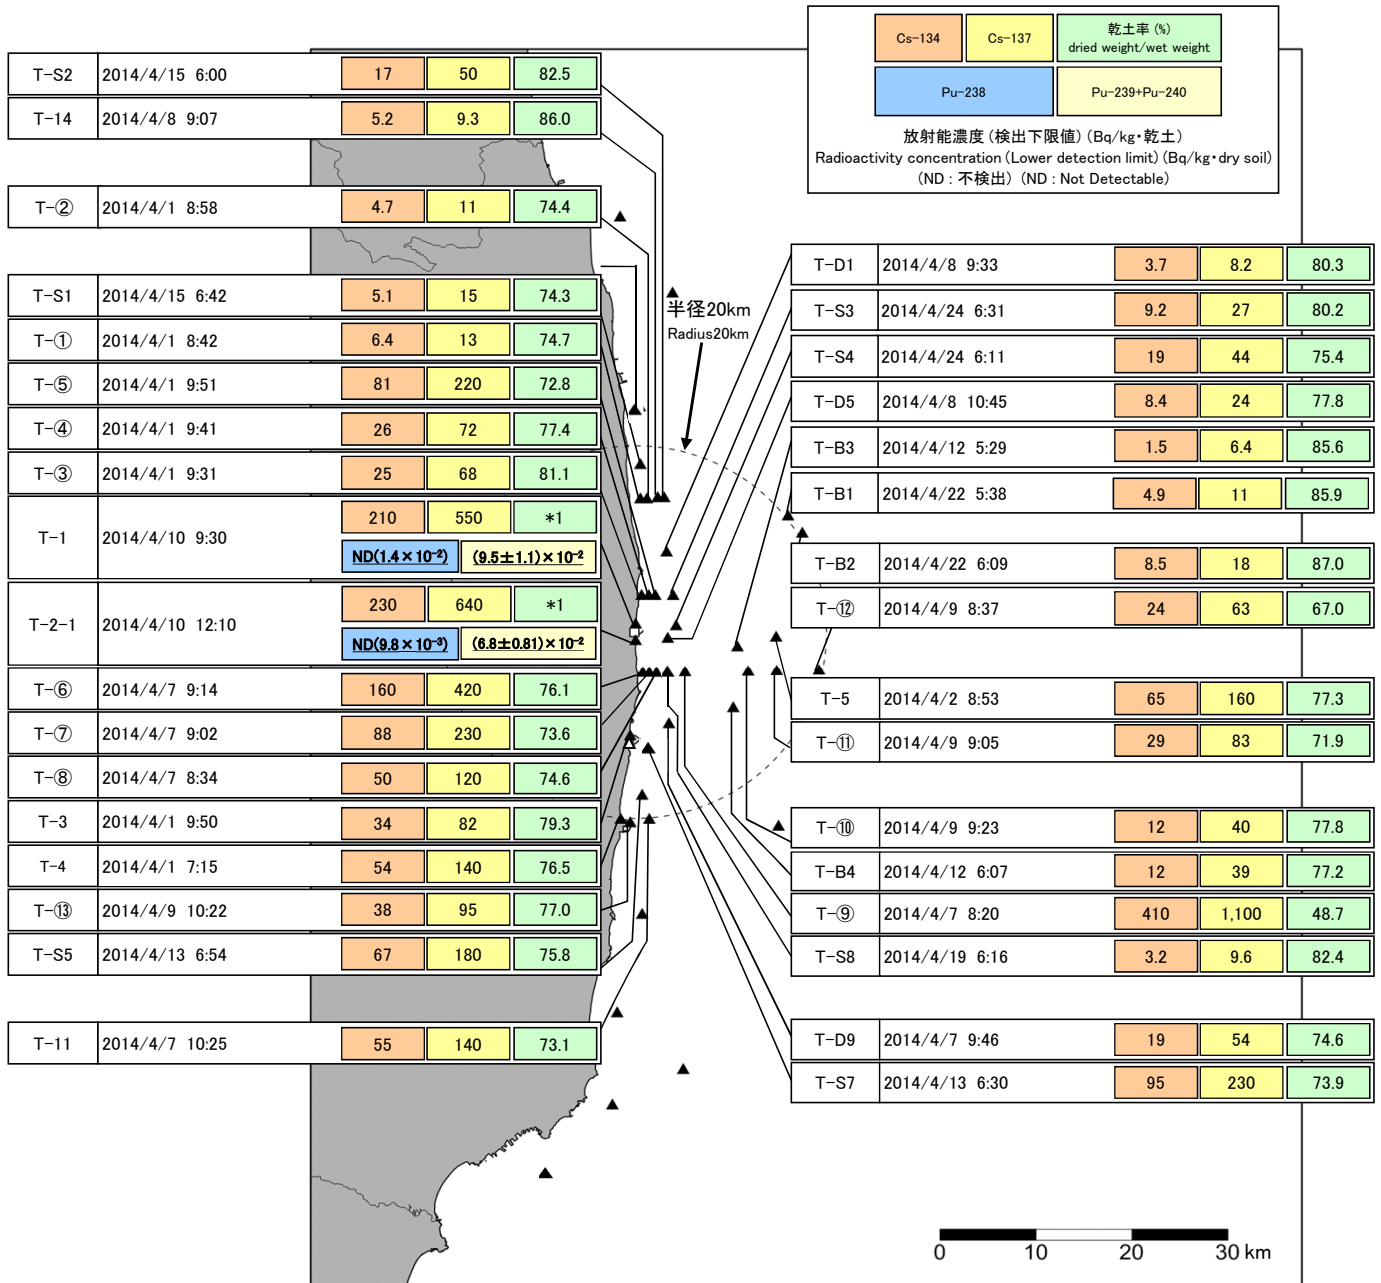 Cs-134 Cs-137 乾土率 (%)
dried weight/wet weight
Pu-238 Pu-239+Pu-240
放射能濃度 (検出下限値) (Bq/kg・乾土)
Radioactivity concentration (Lower detection limit) (Bq/kg・dry soil)
(ND : 不検出) (ND : Not Detectable)
T-S2 2014/4/15 6:00 17 50 82.5
T-14 2014/4/8 9:07 5.2 9.3 86.0
T-② 2014/4/1 8:58 4.7 11 74.4
T-S1 2014/4/15 6:42 5.1 15 74.3
T-① 2014/4/1 8:42 6.4 13 74.7
T-⑤ 2014/4/1 9:51 81 220 72.8
T-④ 2014/4/1 9:41 26 72 77.4
T-③ 2014/4/1 9:31 25 68 81.1
T-1 2014/4/10 9:30 210 550 *1
ND(1.4×10⁻²) (9.5±1.1)×10⁻²
T-2-1 2014/4/10 12:10 230 640 *1
ND(9.8×10⁻³) (6.8±0.81)×10⁻²
T-⑥ 2014/4/7 9:14 160 420 76.1
T-⑦ 2014/4/7 9:02 88 230 73.6
T-⑧ 2014/4/7 8:34 50 120 74.6
T-3 2014/4/1 9:50 34 82 79.3
T-4 2014/4/1 7:15 54 140 76.5
T-⑬ 2014/4/9 10:22 38 95 77.0
T-S5 2014/4/13 6:54 67 180 75.8
T-11 2014/4/7 10:25 55 140 73.1
半径20km
Radius20km
T-D1 2014/4/8 9:33 3.7 8.2 80.3
T-S3 2014/4/24 6:31 9.2 27 80.2
T-S4 2014/4/24 6:11 19 44 75.4
T-D5 2014/4/8 10:45 8.4 24 77.8
T-B3 2014/4/12 5:29 1.5 6.4 85.6
T-B1 2014/4/22 5:38 4.9 11 85.9
T-B2 2014/4/22 6:09 8.5 18 87.0
T-⑫ 2014/4/9 8:37 24 63 67.0
T-5 2014/4/2 8:53 65 160 77.3
T-⑪ 2014/4/9 9:05 29 83 71.9
T-⑩ 2014/4/9 9:23 12 40 77.8
T-B4 2014/4/12 6:07 12 39 77.2
T-⑨ 2014/4/7 8:20 410 1,100 48.7
T-S8 2014/4/19 6:16 3.2 9.6 82.4
T-D9 2014/4/7 9:46 19 54 74.6
T-S7 2014/4/13 6:30 95 230 73.9
0 10 20 30 km